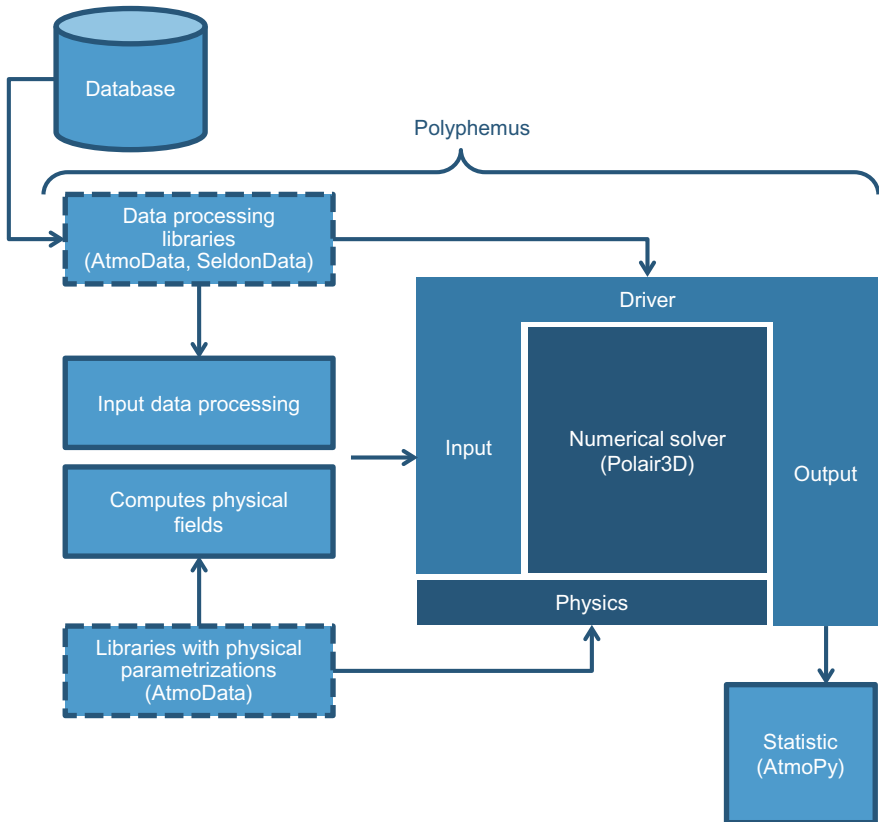 Database
Polyphemus
Data processing
libraries
(AtmoData, SeldonData)
Driver
Input data processing
Input
Numerical solver
(Polair3D)
Output
Computes physical
fields
Physics
Libraries with physical
parametrizations
(AtmoData)
Statistic
(AtmoPy)